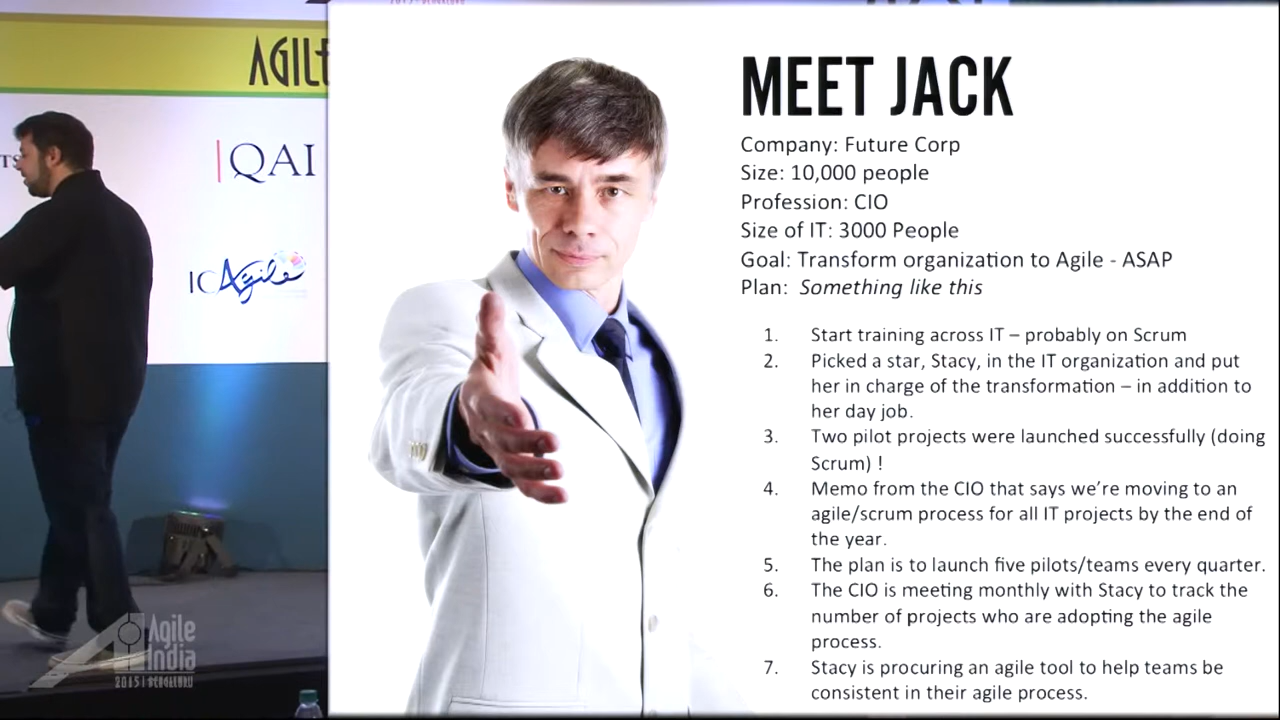 AGILE
QAI
ICAgile
MEET JACK
Company: Future Corp
Size: 10,000 people
Profession: CIO
Size of IT: 3000 People
Goal: Transform organization to Agile - ASAP
Plan: Something like this
1. Start training across IT – probably on Scrum
2. Picked a star, Stacy, in the IT organization and put
her in charge of the transformation – in addition to
her day job.
3. Two pilot projects were launched successfully (doing
Scrum) !
4. Memo from the CIO that says we’re moving to an
agile/scrum process for all IT projects by the end of
the year.
5. The plan is to launch five pilots/teams every quarter.
6. The CIO is meeting monthly with Stacy to track the
number of projects who are adopting the agile
process.
7. Stacy is procuring an agile tool to help teams be
consistent in their agile process.
Agile
India
2015 | BENGALURU